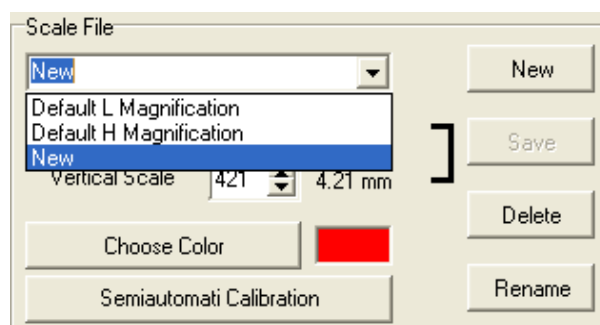 Scale File
New
New
Default L Magnification
Default H Magnification
New
Save
Vertical Scale 421 4.21 mm
Delete
Choose Color
Semiautomati Calibration
Rename